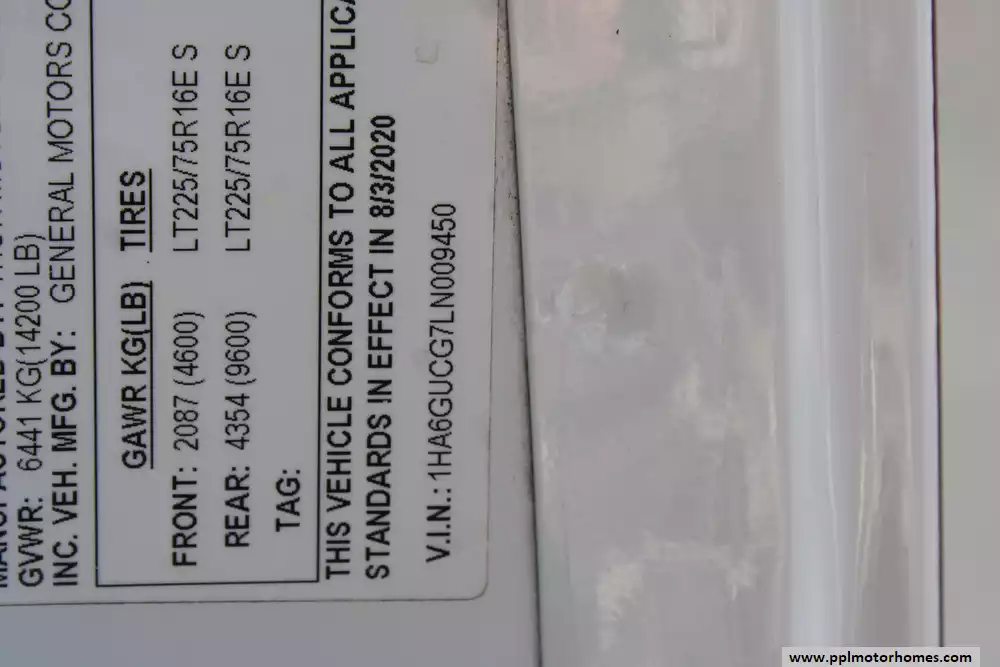 GVWR: 6441 KG(14200 LB)
INC. VEH. MFG. BY: GENERAL MOTORS CO
GAWR KG(LB) TIRES
FRONT: 2087 (4600) LT225/75R16E S
REAR: 4354 (9600) LT225/75R16E S
TAG:
THIS VEHICLE CONFORMS TO ALL APPLICA
STANDARDS IN EFFECT IN 8/3/2020
V.I.N.: 1HA6GUCG7LN009450
www.pplmotorhomes.com